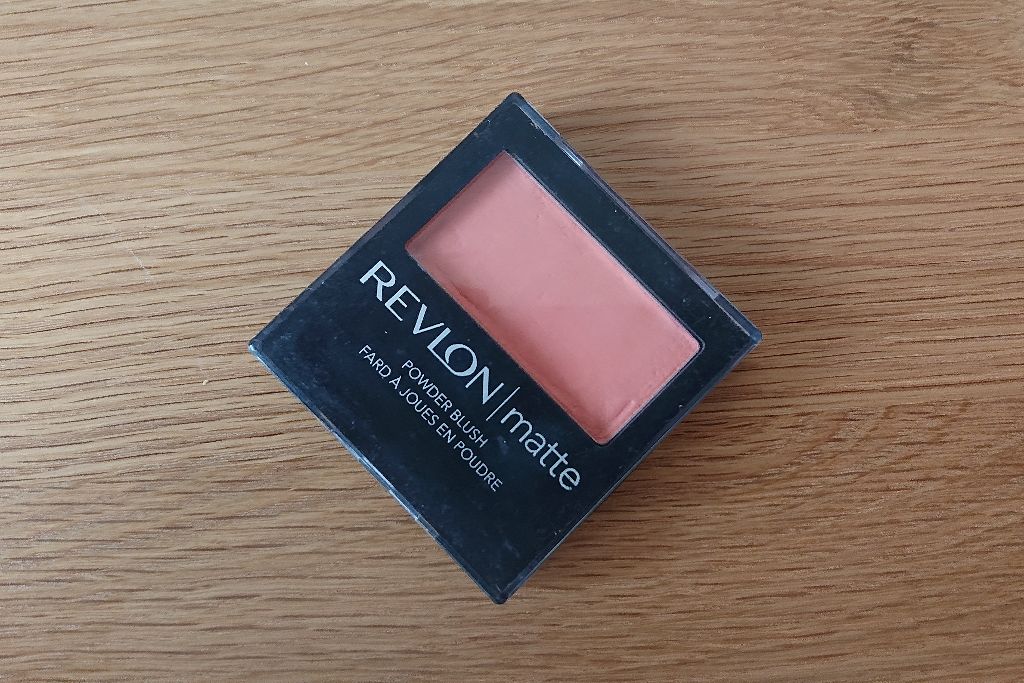 REVLON | matte
POWDER BLUSH
FARD À JOUES EN POUDRE